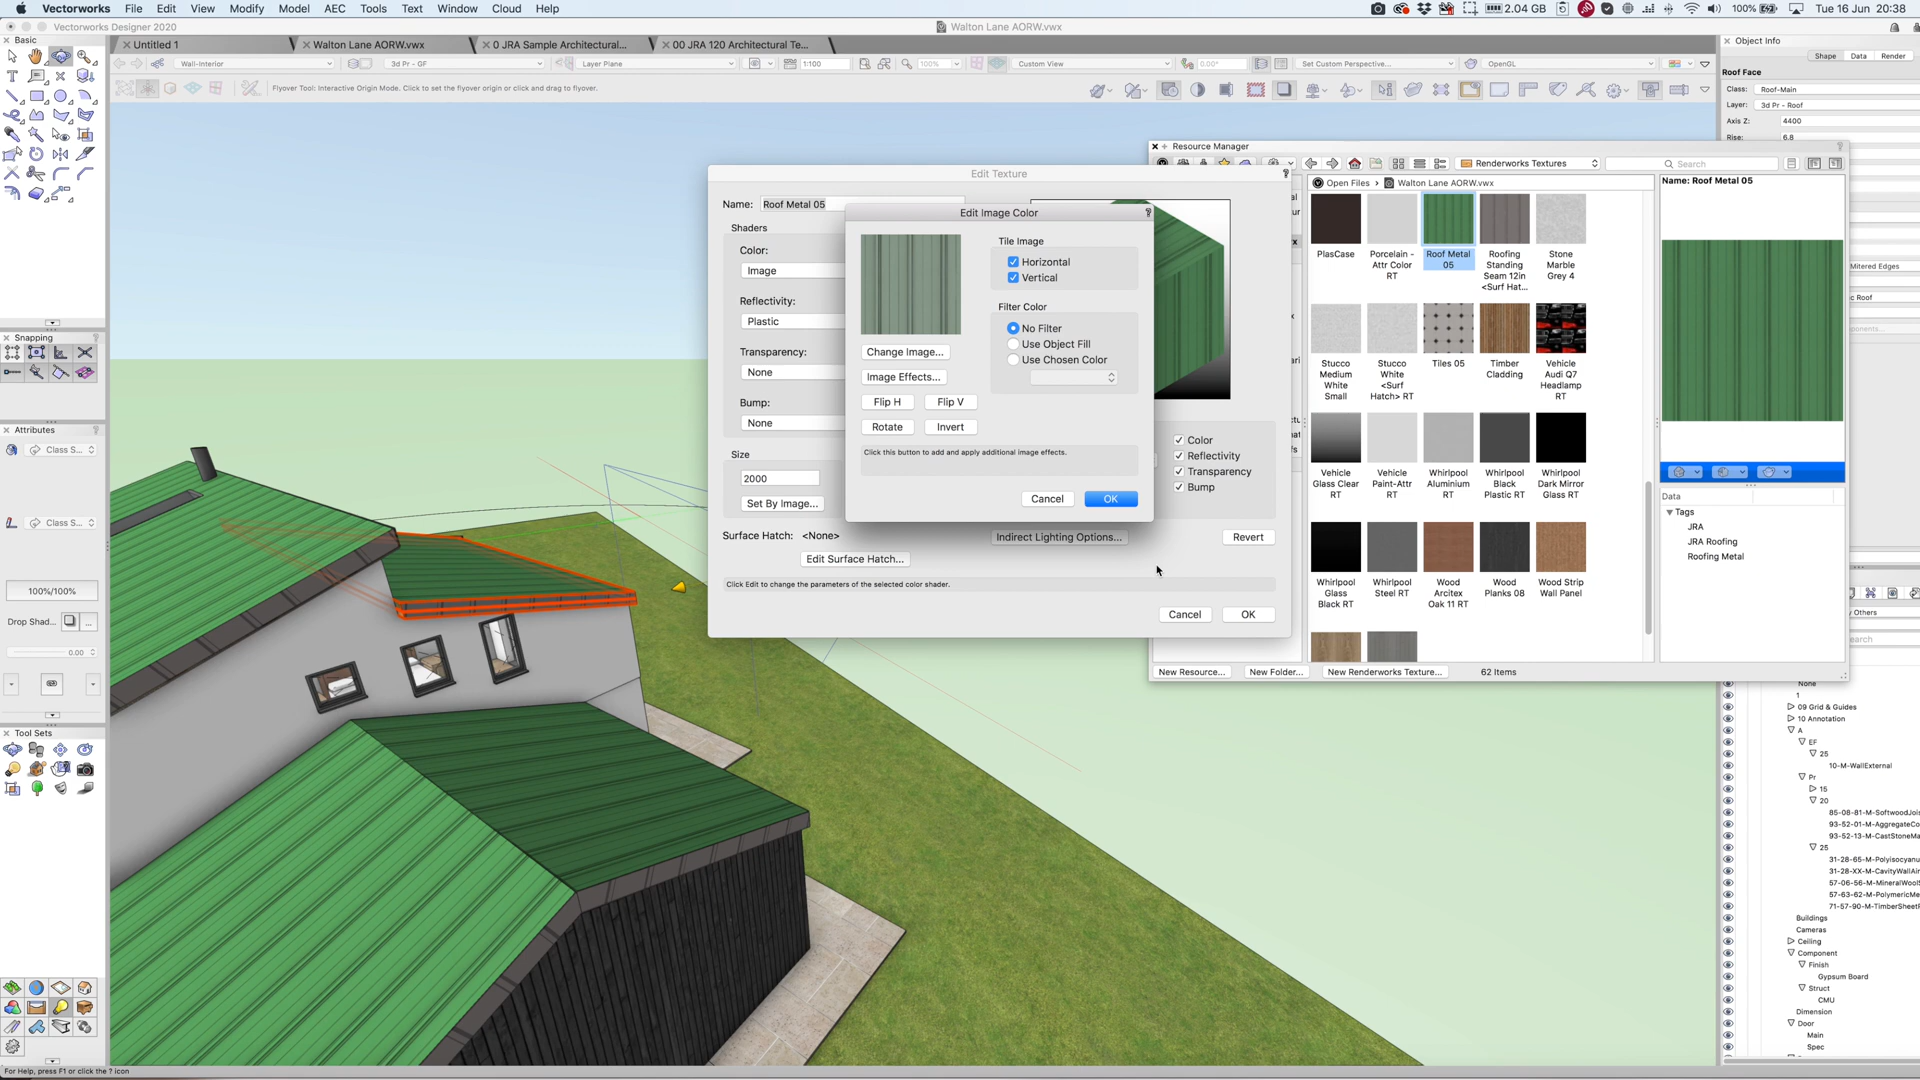 Vectorworks File Edit View Modify Model AEC Tools Text Window Cloud Help
2.04 GB 100% Tue 16 Jun 20:38
Vectorworks Designer 2020
Walton Lane AORW.vwx
Basic
Untitled 1
Walton Lane AORW.vwx
0 JRA Sample Architectural...
00 JRA 120 Architectural Te...
Wall-Interior
3d Pr - GF
Layer Plane
1:100
100%
Custom View
0.00°
Set Custom Perspective...
OpenGL
Flyover Tool: Interactive Origin Mode. Click to set the flyover origin or click and drag to flyover.
Object Info
Shape Data Render
Roof Face
Class: Roof-Main
Layer: 3d Pr - Roof
Axis Z: 4400
Rise: 6.8
Snapping
Attributes
Class S...
Class S...
100%/100%
Drop Shad...
...
0.00
Tool Sets
For Help, press F1 or click the ? icon
Edit Texture
Name: Roof Metal 05
Shaders
Color:
Image
Reflectivity:
Plastic
Transparency:
None
Bump:
None
Size
2000
Set By Image...
Surface Hatch: <None>
Edit Surface Hatch...
Click Edit to change the parameters of the selected color shader.
Color
Reflectivity
Transparency
Bump
Indirect Lighting Options...
Revert
Cancel
OK
Edit Image Color
?
Tile Image
Horizontal
Vertical
Filter Color
No Filter
Use Object Fill
Use Chosen Color
Change Image...
Image Effects...
Flip H
Flip V
Rotate
Invert
Click this button to add and apply additional image effects.
Cancel
OK
Resource Manager
Renderworks Textures
Search
Open Files
Walton Lane AORW.vwx
PlasCase
Porcelain - Attr Color RT
Roof Metal 05
Roofing Standing Seam 12in <Surf Hat...
Stone Marble Grey 4
Stucco Medium White Small
Stucco White <Surf Hatch> RT
Tiles 05
Timber Cladding
Vehicle Audi Q7 Headlamp RT
Vehicle Glass Clear RT
Vehicle Paint-Attr RT
Whirlpool Aluminium RT
Whirlpool Black Plastic RT
Whirlpool Dark Mirror Glass RT
Whirlpool Glass Black RT
Whirlpool Steel RT
Wood Arcitex Oak 11 RT
Wood Planks 08
Wood Strip Wall Panel
New Resource...
New Folder...
New Renderworks Texture...
62 Items
Name: Roof Metal 05
Data
Tags
JRA
JRA Roofing
Roofing Metal
Mitered Edges
None
1
09 Grid & Guides
10 Annotation
A
EF
25
10-M-WallExternal
Pr
15
20
85-08-81-M-SoftwoodJois
93-52-01-M-AggregateCo
93-52-13-M-CastStoneMa
25
31-28-65-M-Polyisocyanu
31-28-XX-M-CavityWallAir
57-06-56-M-MineralWoolS
57-63-62-M-PolymericMe
71-57-90-M-TimberSheetP
Buildings
Cameras
Ceiling
Component
Finish
Gypsum Board
Struct
CMU
Dimension
Door
Main
Spec